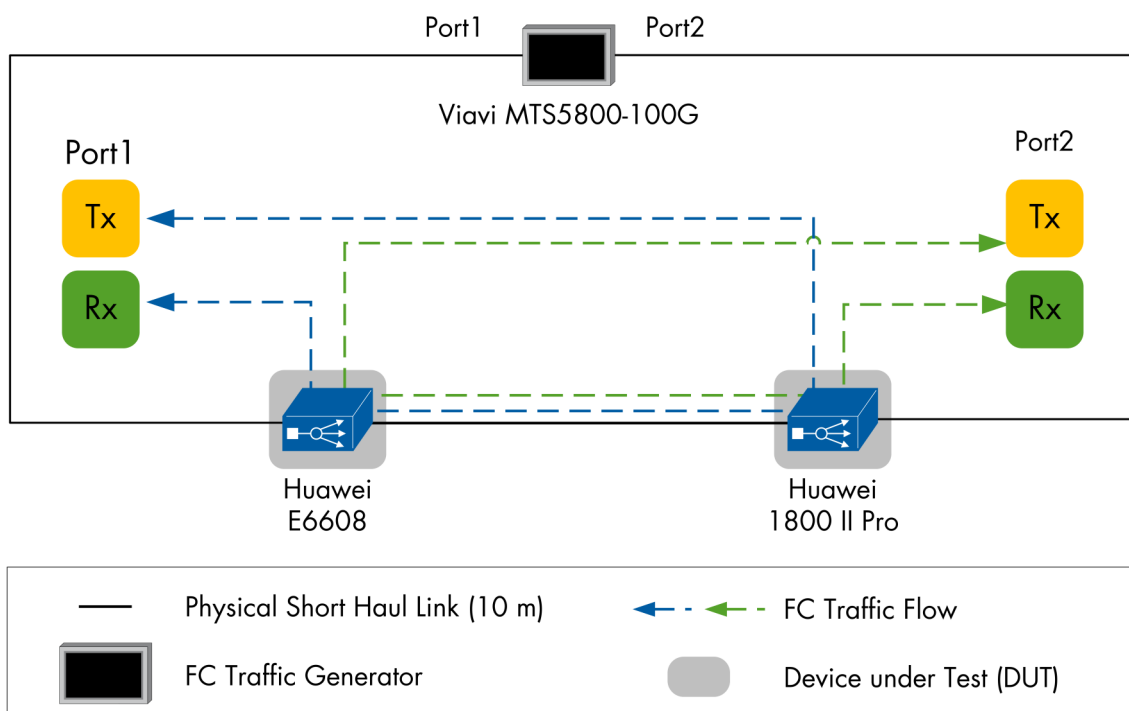 Port1
Port2
Viavi MTS5800-100G
Port1
Port2
Tx
Tx
Rx
Rx
Huawei
E6608
Huawei
1800 II Pro
Physical Short Haul Link (10 m)
FC Traffic Flow
FC Traffic Generator
Device under Test (DUT)